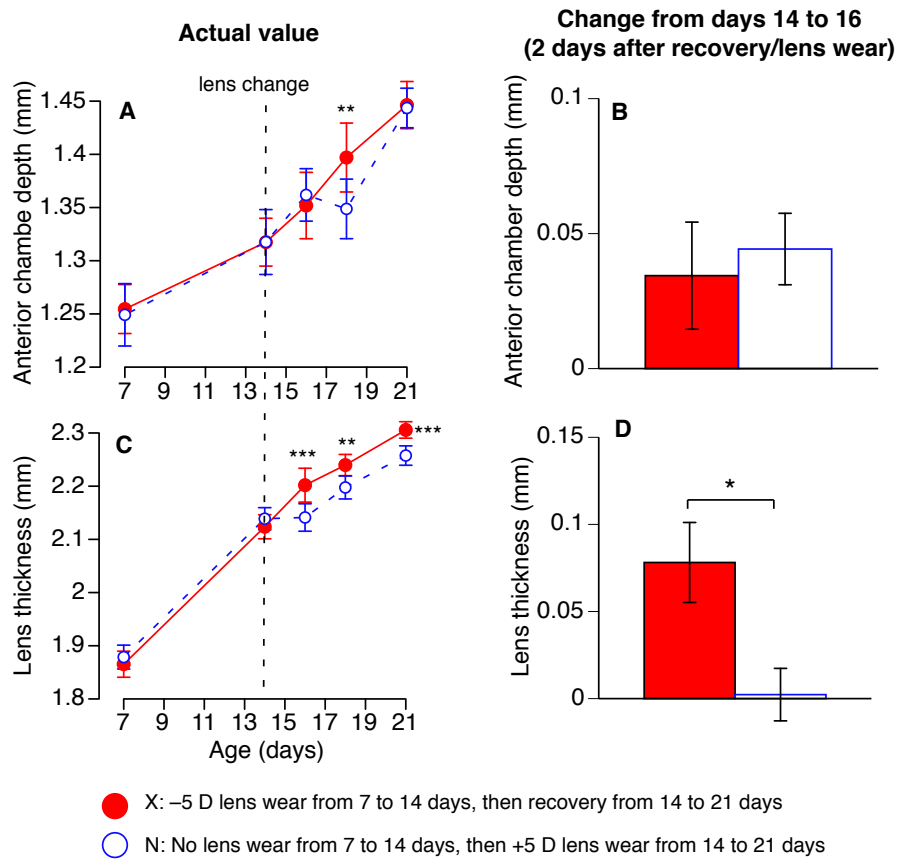 Actual value
Change from days 14 to 16
(2 days after recovery/lens wear)
lens change
A
**
Anterior chambe depth (mm)
1.45
1.4
1.35
1.3
1.25
1.2
7 9 11 13 14 15 17 19 21
B
Anterior chamber depth (mm)
0.1
0.05
0
C
***
**
***
Lens thickness (mm)
2.3
2.2
2.1
2
1.9
1.8
7 9 11 13 14 15 17 19 21
Age (days)
D
*
Lens thickness (mm)
0.15
0.1
0.05
0
X: –5 D lens wear from 7 to 14 days, then recovery from 14 to 21 days
N: No lens wear from 7 to 14 days, then +5 D lens wear from 14 to 21 days